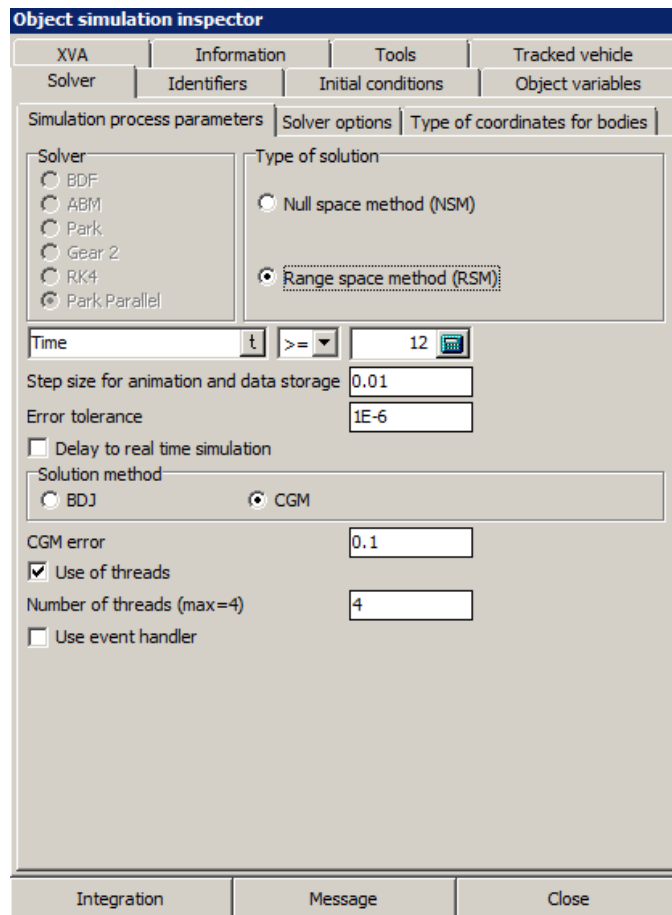 Object simulation inspector
XVA Information Tools Tracked vehicle
Solver Identifiers Initial conditions Object variables
Simulation process parameters Solver options Type of coordinates for bodies
Solver
BDF
ABM
Park
Gear 2
RK4
Park Parallel
Type of solution
Null space method (NSM)
Range space method (RSM)
Time t >= 12
Step size for animation and data storage 0.01
Error tolerance 1E-6
Delay to real time simulation
Solution method
BDJ CGM
CGM error 0.1
Use of threads
Number of threads (max=4) 4
Use event handler
Integration Message Close